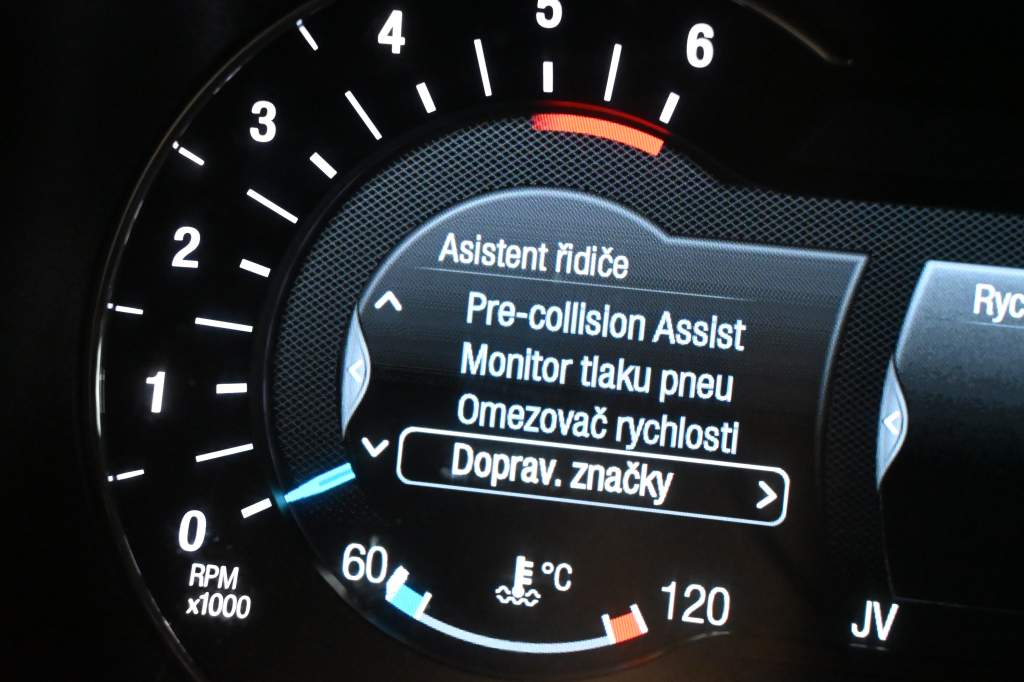 4
5
6
3
2
1
0
RPM
x1000
Asistent řidiče
Pre-collision Assist
Monitor tlaku pneu
Omezovač rychlosti
Doprav. značky
60
°C
120
Ryc
JV